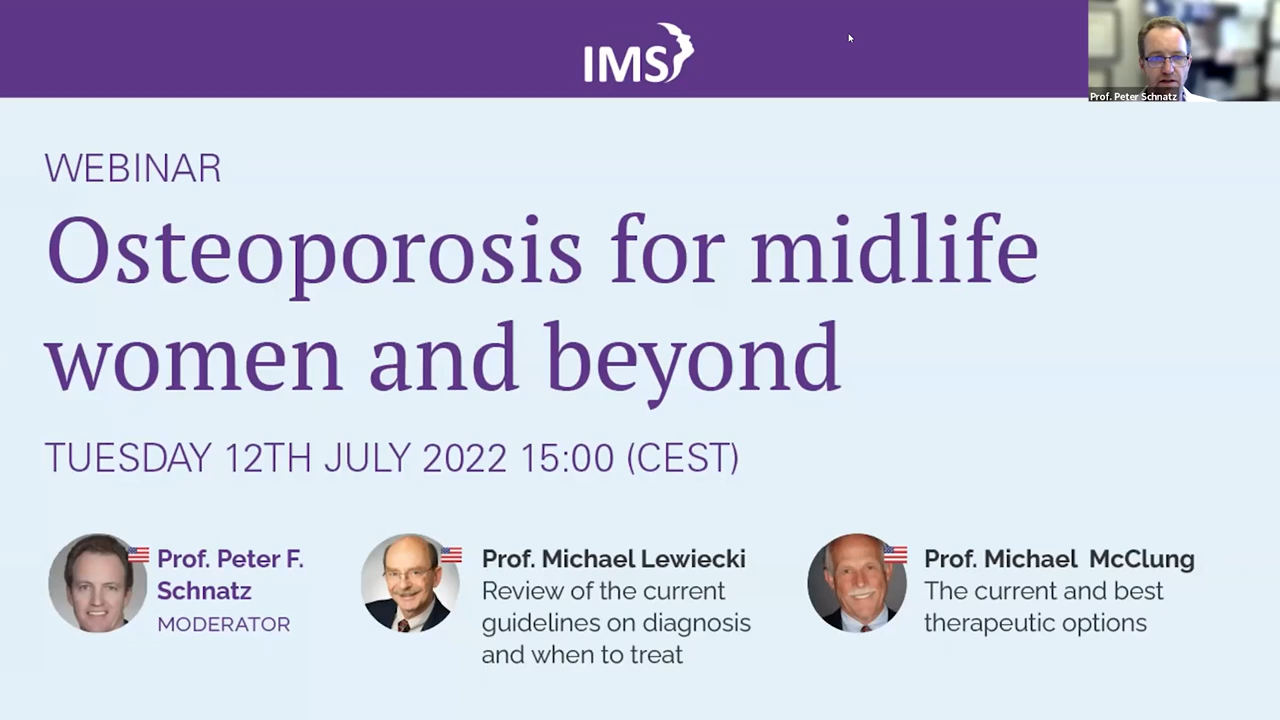 IMS
Prof. Peter Schnatz
WEBINAR
Osteoporosis for midlife
women and beyond
TUESDAY 12TH JULY 2022 15:00 (CEST)
Prof. Peter F.
Schnatz
MODERATOR
Prof. Michael Lewiecki
Review of the current
guidelines on diagnosis
and when to treat
Prof. Michael McClung
The current and best
therapeutic options